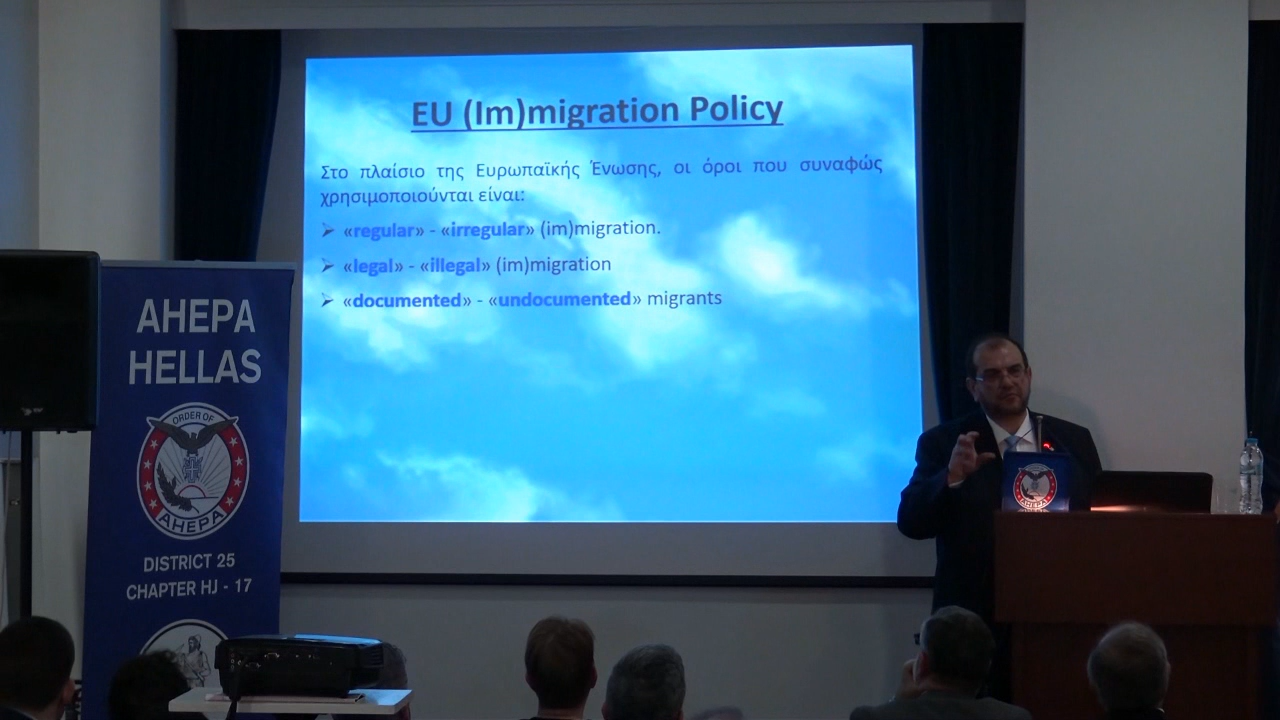 EU (Im)migration Policy
Στο πλαίσιο της Ευρωπαϊκής Ένωσης, οι όροι που συναφώς
χρησιμοποιούνται είναι:
➢ «regular» - «irregular» (im)migration.
➢ «legal» - «illegal» (im)migration
➢ «documented» - «undocumented» migrants
AHEPA
HELLAS
ORDER OF
AHEPA
DISTRICT 25
CHAPTER HJ - 17
AHEPA